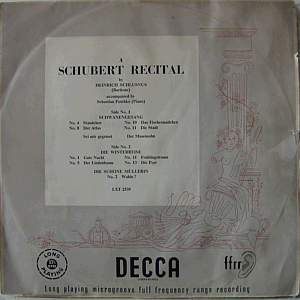 A
SCHUBERT RECITAL
by
HEINRICH SCHLUSNUS
(Baritone)
accompanied by
Sebastian Peschko (Piano)
Side No. 1
SCHWANENGESANG
No. 4 Ständchen No. 10 Das Fischermädchen
No. 8 Der Atlas No. 11 Die Stadt
Sei mir gegrüsst Der Musensohn
Side No. 2
DIE WINTERREISE
No. 1 Gute Nacht No. 11 Frühlingstraum
No. 5 Der Lindenbaum No. 13 Die Post
DIE SCHÖNE MÜLLERIN
No. 2 Wohin ?
LXT 2539
LONG PLAYING
DECCA
ffrr
Long playing microgroove full frequency range recording